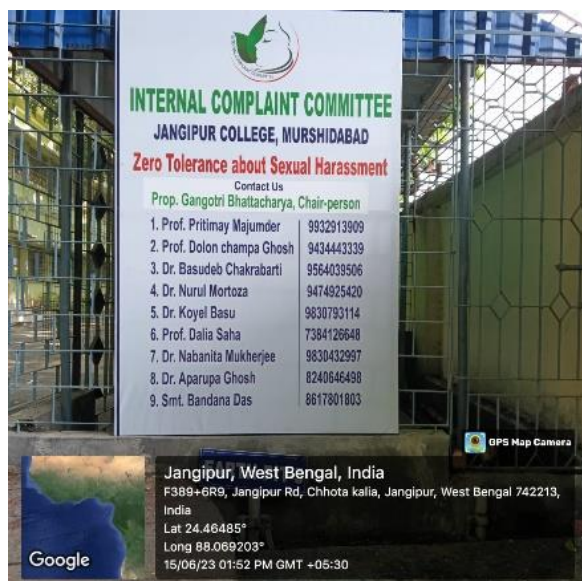 INTERNAL COMPLAINT COMMITTEE
JANGIPUR COLLEGE, MURSHIDABAD
Zero Tolerance about Sexual Harassment
Contact Us
Prop. Gangotri Bhattacharya, Chair-person
1. Prof. Pritimay Majumder 9932913909
2. Prof. Dolon champa Ghosh 9434443339
3. Dr. Basudeb Chakrabarti 9564039506
4. Dr. Nurul Mortoza 9474925420
5. Dr. Koyel Basu 9830793114
6. Prof. Dalia Saha 7384126648
7. Dr. Nabanita Mukherjee 9830432997
8. Dr. Aparupa Ghosh 8240646498
9. Smt. Bandana Das 8617801803
GPS Map Camera
Jangipur, West Bengal, India
F389+6R9, Jangipur Rd, Chhota kalia, Jangipur, West Bengal 742213,
India
Lat 24.46485°
Long 88.069203°
15/06/23 01:52 PM GMT +05:30
Google